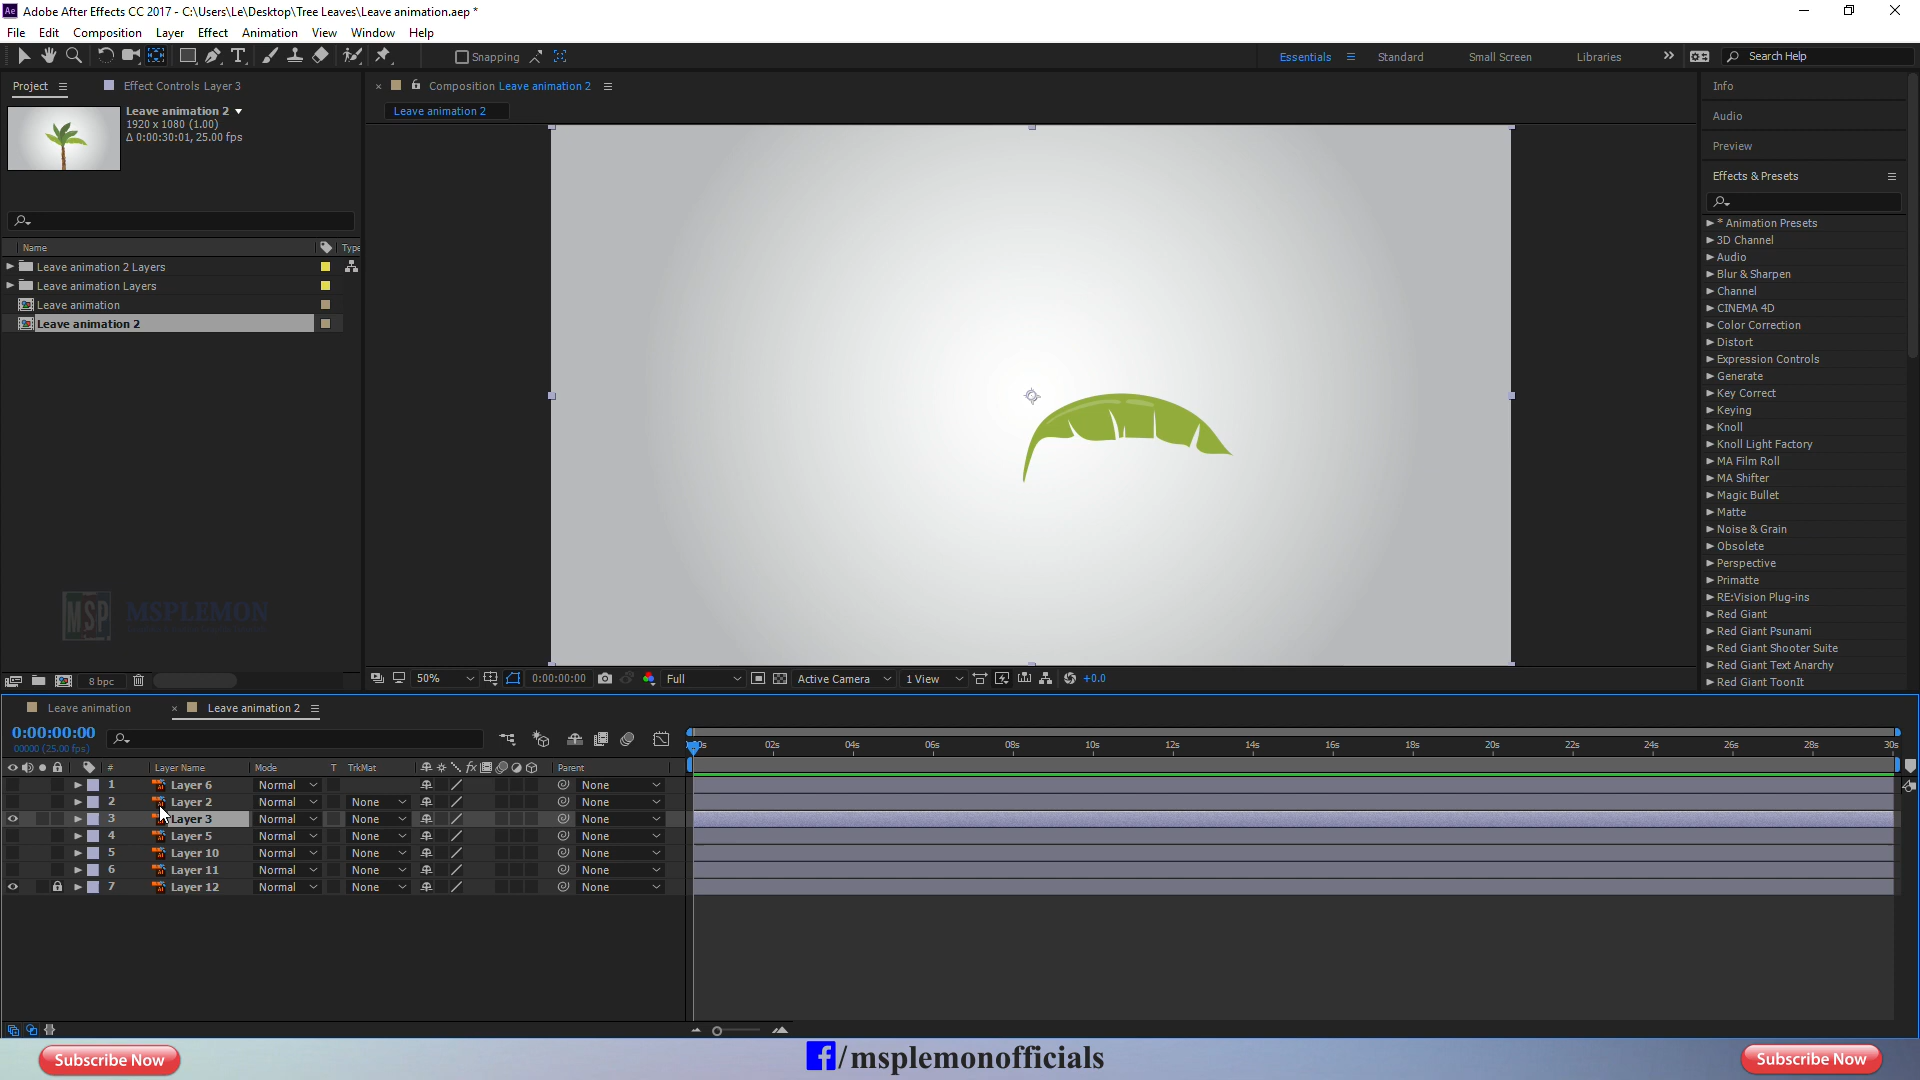 Adobe After Effects CC 2017 - C:\Users\Le\Desktop\Tree Leaves\Leave animation.aep *
File Edit Composition Layer Effect Animation View Window Help
Snapping
Essentials Standard Small Screen Libraries Search Help
Project Effect Controls Layer 3
Leave animation 2
1920 x 1080 (1.00)
Δ 0:00:30:01, 25.00 fps
Name Type
Leave animation 2 Layers
Leave animation Layers
Leave animation
Leave animation 2
MSP MSPLEMON
8 bpc
Composition Leave animation 2
Leave animation 2
50% 0:00:00:00 Full Active Camera 1 View +0.0
Info
Audio
Preview
Effects & Presets
* Animation Presets
3D Channel
Audio
Blur & Sharpen
Channel
CINEMA 4D
Color Correction
Distort
Expression Controls
Generate
Key Correct
Keying
Knoll
Knoll Light Factory
MA Film Roll
MA Shifter
Magic Bullet
Matte
Noise & Grain
Obsolete
Perspective
Primatte
RE:Vision Plug-ins
Red Giant
Red Giant Psunami
Red Giant Shooter Suite
Red Giant Text Anarchy
Red Giant ToonIt
Leave animation Leave animation 2
0:00:00:00
00000 (25.00 fps)
02s 04s 06s 08s 10s 12s 14s 16s 18s 20s 22s 24s 26s 28s 30s
# Layer Name Mode T TrkMat Parent
1 Layer 6 Normal None
2 Layer 2 Normal None None
3 Layer 3 Normal None None
4 Layer 5 Normal None None
5 Layer 10 Normal None None
6 Layer 11 Normal None None
7 Layer 12 Normal None None
Subscribe Now
/msplemonofficials
Subscribe Now